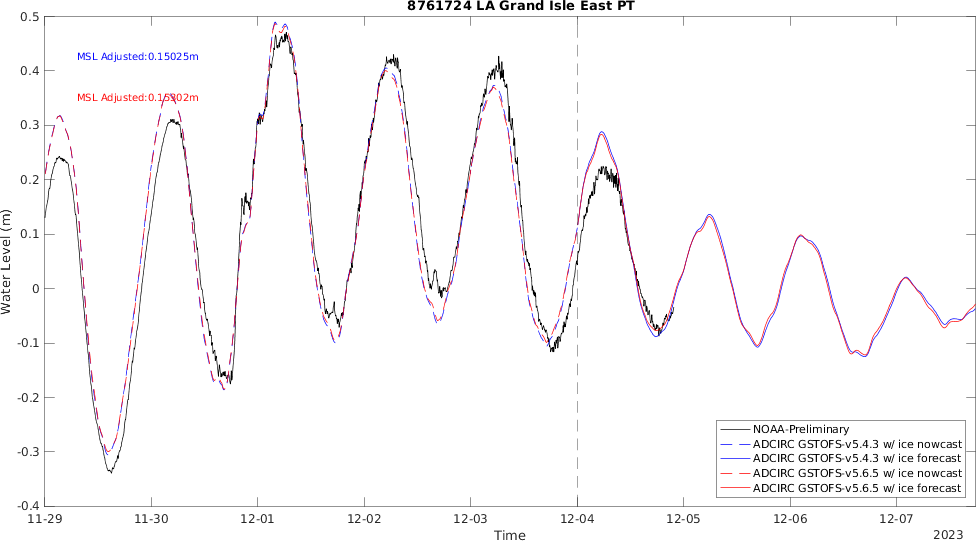 8761724 LA Grand Isle East PT
0.5
0.4
0.3
0.2
0.1
0
-0.1
-0.2
-0.3
-0.4
Water Level (m)
MSL Adjusted:0.15025m
MSL Adjusted:0.15302m
NOAA-Preliminary
ADCIRC GSTOFS-v5.4.3 w/ ice nowcast
ADCIRC GSTOFS-v5.4.3 w/ ice forecast
ADCIRC GSTOFS-v5.6.5 w/ ice nowcast
ADCIRC GSTOFS-v5.6.5 w/ ice forecast
11-29 11-30 12-01 12-02 12-03 12-04 12-05 12-06 12-07
Time
2023